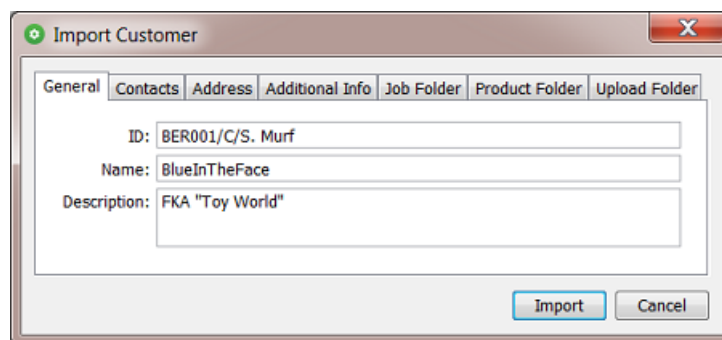 Import Customer
X
General Contacts Address Additional Info Job Folder Product Folder Upload Folder
ID: BER001/C/S. Murf
Name: BlueInTheFace
Description: FKA "Toy World"
Import Cancel